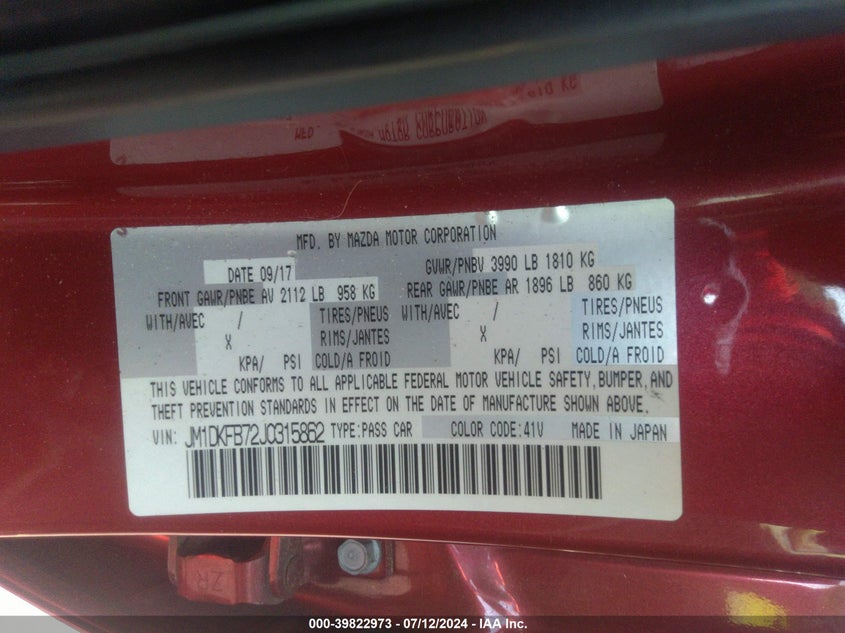 MFD. BY MAZDA MOTOR CORPORATION
DATE 09/17 GVWR/PNBV 3990 LB 1810 KG
FRONT GAWR/PNBE AV 2112 LB 958 KG REAR GAWR/PNBE AR 1896 LB 860 KG
WITH/AVEC / TIRES/PNEUS WITH/AVEC / TIRES/PNEUS
X RIMS/JANTES X RIMS/JANTES
KPA/ PSI COLD/A FROID KPA/ PSI COLD/A FROID
THIS VEHICLE CONFORMS TO ALL APPLICABLE FEDERAL MOTOR VEHICLE SAFETY, BUMPER, AND
THEFT PREVENTION STANDARDS IN EFFECT ON THE DATE OF MANUFACTURE SHOWN ABOVE.
VIN: JM1DKFB72J0315862 TYPE:PASS CAR COLOR CODE:41V MADE IN JAPAN
ZR
000-39822973 - 07/12/2024 - IAA Inc.